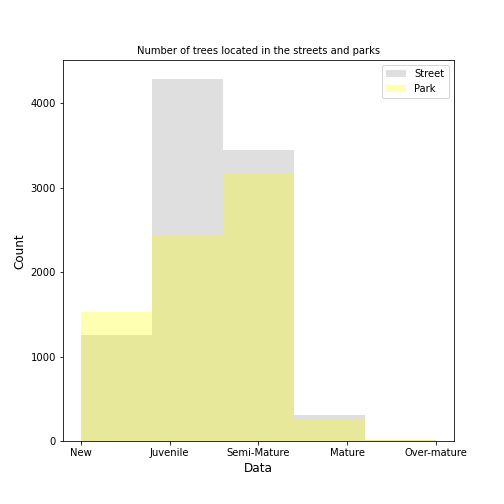 Number of trees located in the streets and parks
Street
Park
Count
4000
3000
2000
1000
0
New Juvenile Semi-Mature Mature Over-mature
Data